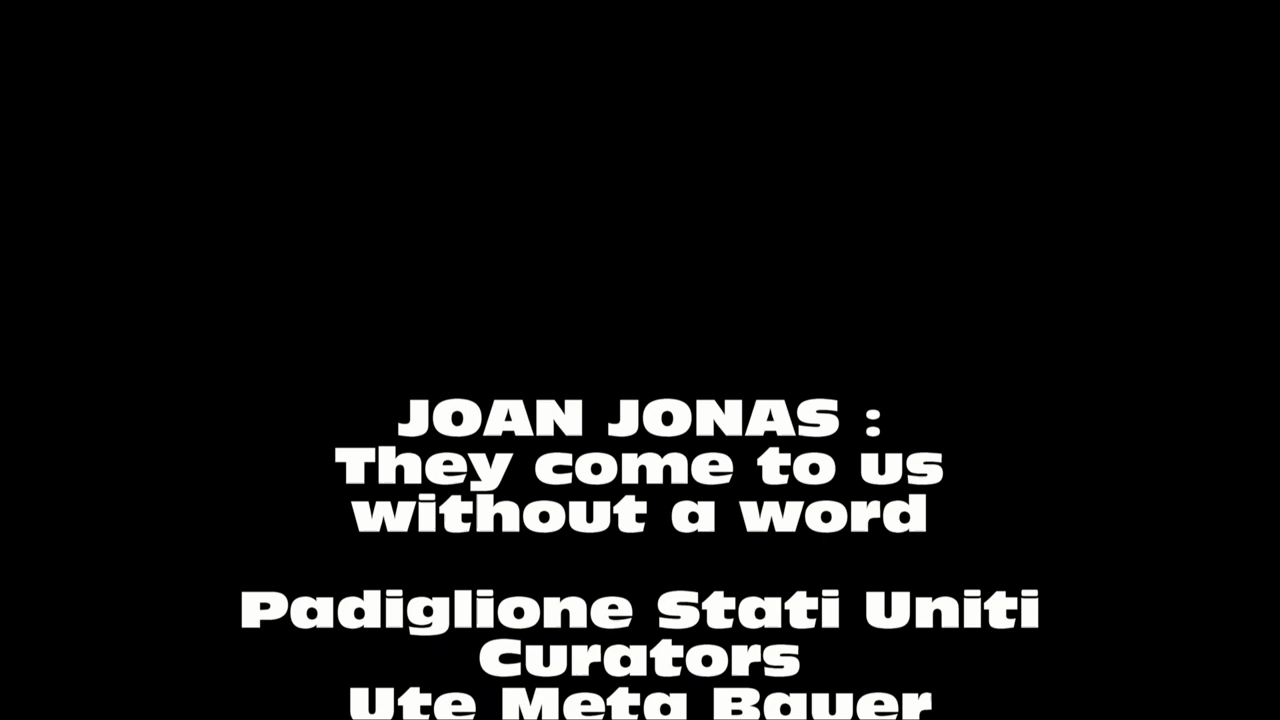 JOAN JONAS :
They come to us
without a word
Padiglione Stati Uniti
Curators
Ute Meta Bauer